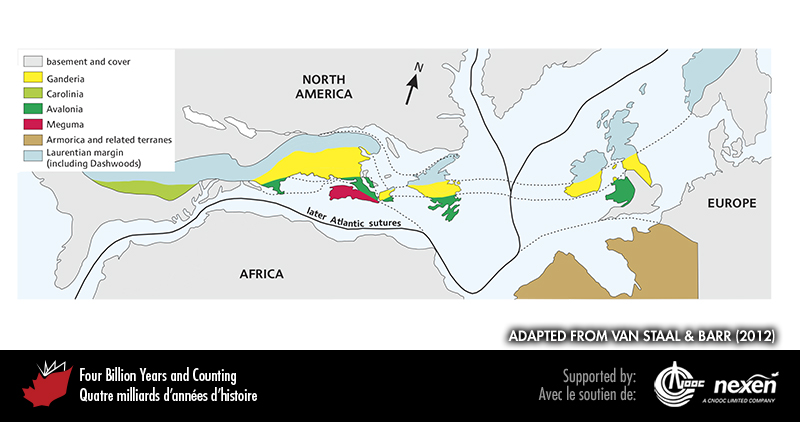 basement and cover
Ganderia
Carolinia
Avalonia
Meguma
Armorica and related terranes
Laurentian margin
(including Dashwoods)
NORTH
AMERICA
N
EUROPE
later Atlantic sutures
AFRICA
ADAPTED FROM VAN STAAL & BARR (2012)
Four Billion Years and Counting
Quatre milliards d'années d'histoire
Supported by:
Avec le soutien de:
CNOOC nexen
A CNOOC LIMITED COMPANY